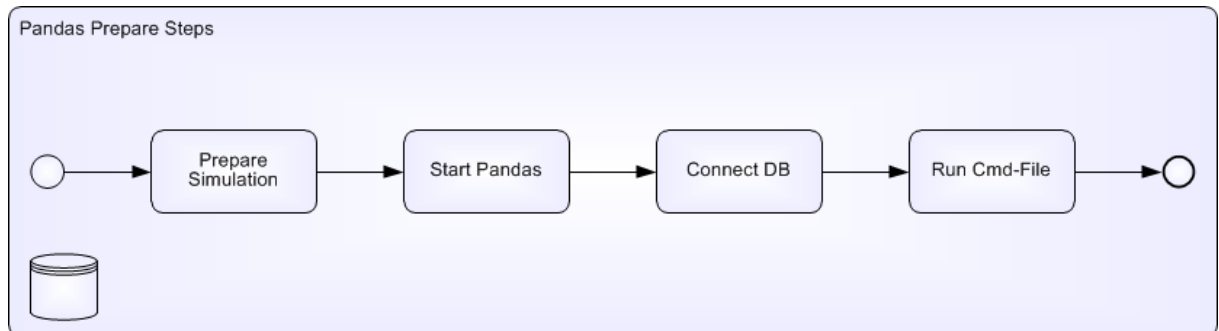 Pandas Prepare Steps
Prepare
Simulation
Start Pandas
Connect DB
Run Cmd-File